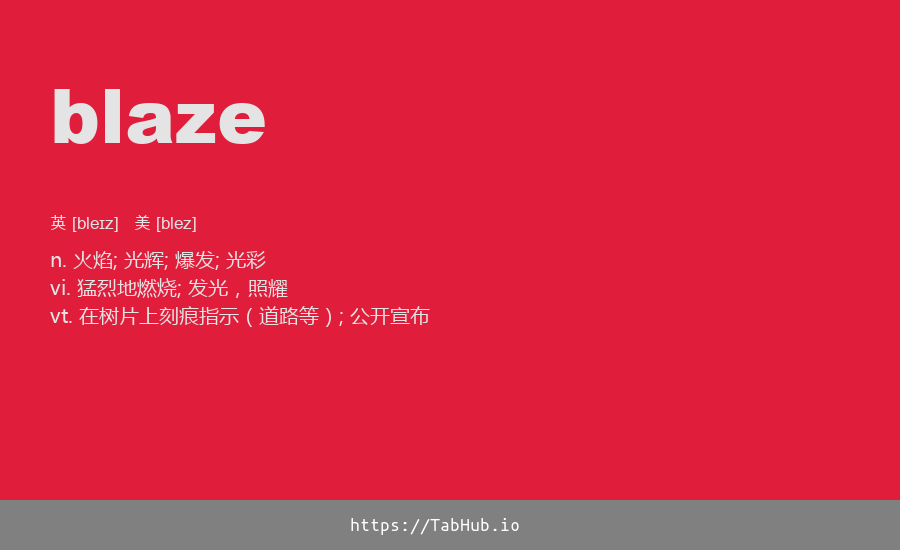 blaze
英 [bleɪz] 美 [blez]
n. 火焰; 光辉; 爆发; 光彩
vi. 猛烈地燃烧; 发光，照耀
vt. 在树片上刻痕指示（道路等）; 公开宣布
https://TabHub.io